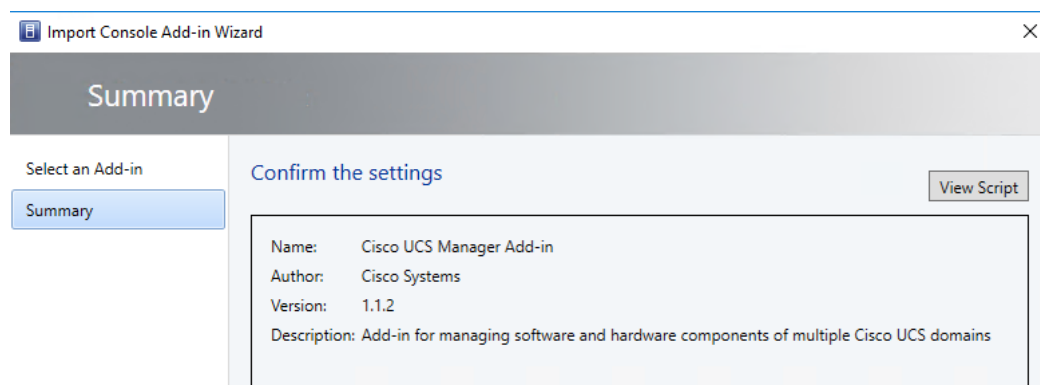 Import Console Add-in Wizard
Summary
Select an Add-in
Summary
Confirm the settings
View Script
Name: Cisco UCS Manager Add-in
Author: Cisco Systems
Version: 1.1.2
Description: Add-in for managing software and hardware components of multiple Cisco UCS domains